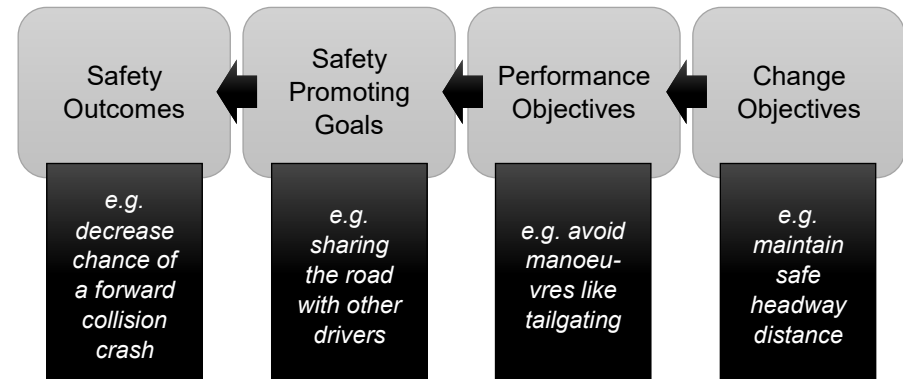 Safety
Outcomes
Safety
Promoting
Goals
Performance
Objectives
Change
Objectives
e.g.
decrease
chance of
a forward
collision
crash
e.g.
sharing
the road
with other
drivers
e.g. avoid
manoeu-
vres like
tailgating
e.g.
maintain
safe
headway
distance